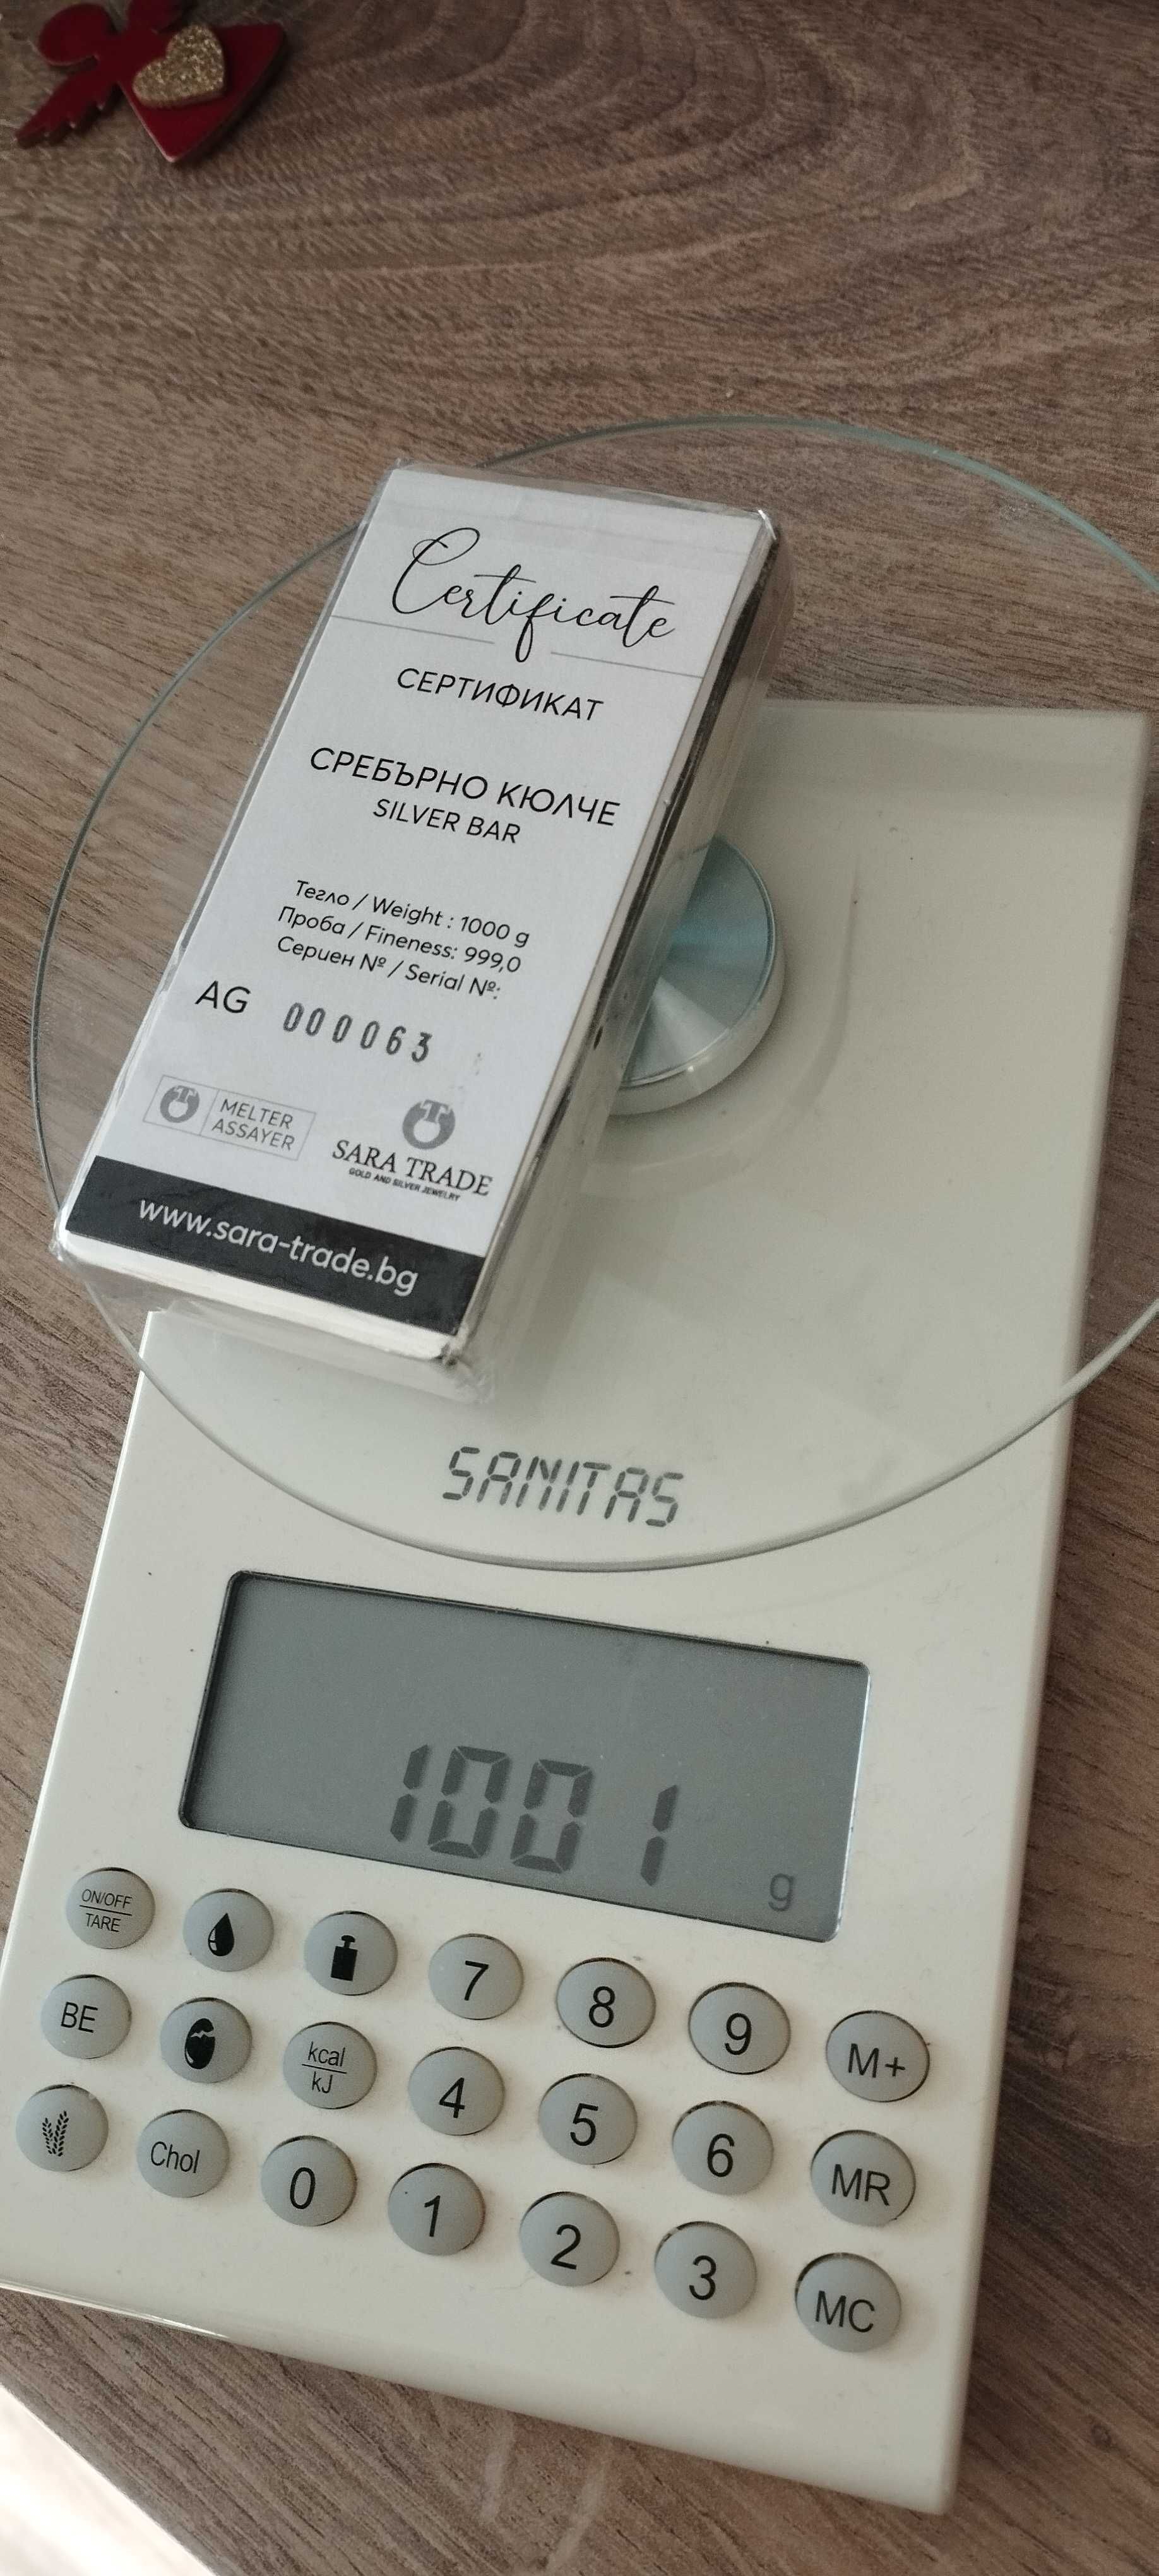 Certificate
СЕРТИФИКАТ
СРЕБЪРНО КЮЛЧЕ
SILVER BAR
Тегло / Weight : 1000 g
Проба / Fineness: 999,0
Сериен № / Serial №:
AG 000063
MELTER
ASSAYER
SARA TRADE
GOLD AND SILVER JEWELRY
www.sara-trade.bg
SANITAS
1001 g
ON/OFF
TARE
7 8 9 M+
BE
kcal
kJ
4 5 6 MR
Chol 0 1 2 3 MC